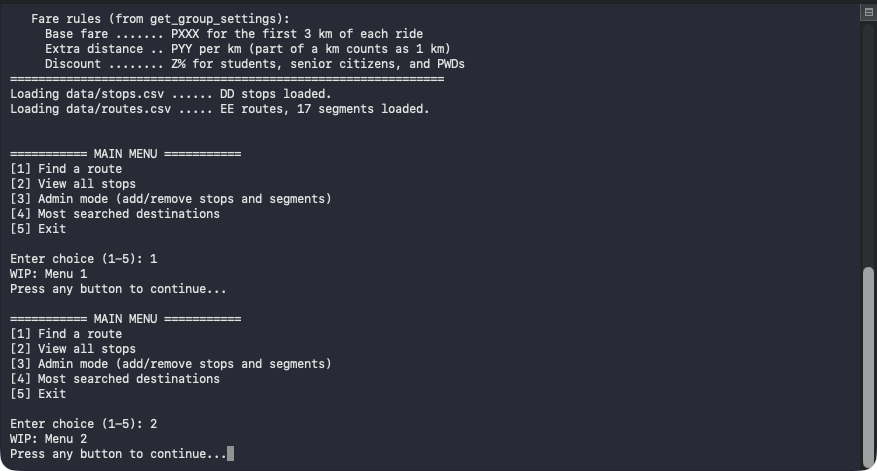 Fare rules (from get_group_settings):
Base fare ....... PXXX for the first 3 km of each ride
Extra distance .. PYY per km (part of a km counts as 1 km)
Discount ........ Z% for students, senior citizens, and PWDs
==============================================================
Loading data/stops.csv ...... DD stops loaded.
Loading data/routes.csv ..... EE routes, 17 segments loaded.
=========== MAIN MENU ===========
[1] Find a route
[2] View all stops
[3] Admin mode (add/remove stops and segments)
[4] Most searched destinations
[5] Exit
Enter choice (1–5): 1
WIP: Menu 1
Press any button to continue...
=========== MAIN MENU ===========
[1] Find a route
[2] View all stops
[3] Admin mode (add/remove stops and segments)
[4] Most searched destinations
[5] Exit
Enter choice (1–5): 2
WIP: Menu 2
Press any button to continue...